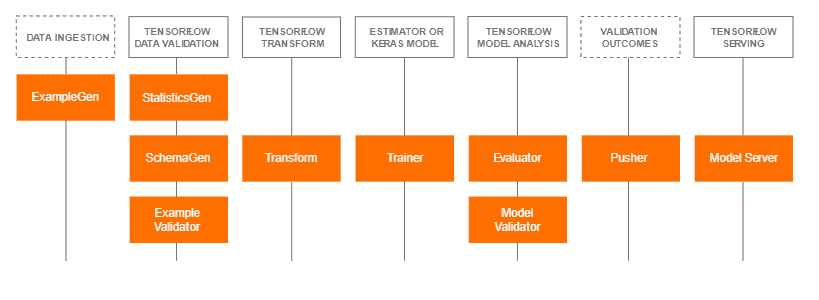 DATA INGESTION
TENSORFLOW
DATA VALIDATION
TENSORFLOW
TRANSFORM
ESTIMATOR OR
KERAS MODEL
TENSORFLOW
MODEL ANALYSIS
VALIDATION
OUTCOMES
TENSORFLOW
SERVING
ExampleGen
StatisticsGen
SchemaGen
Transform
Trainer
Evaluator
Pusher
Model Server
Example
Validator
Model
Validator